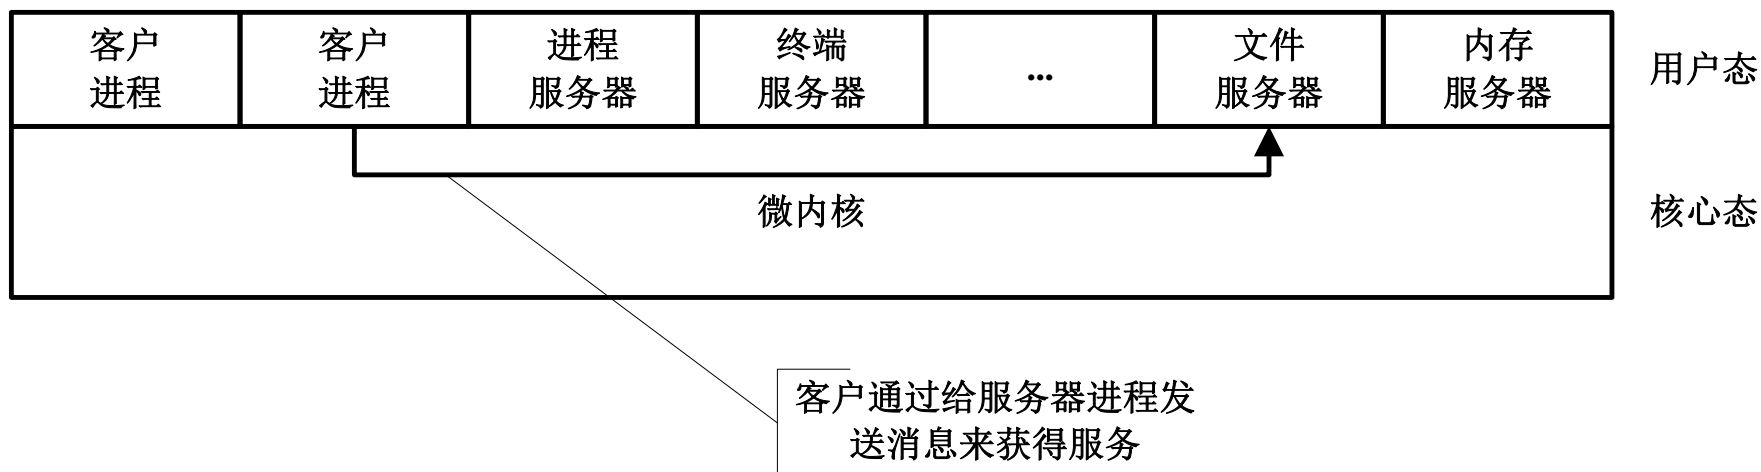 客户
进程
客户
进程
进程
服务器
终端
服务器
...
文件
服务器
内存
服务器
用户态
微内核
核心态
客户通过给服务器进程发
送消息来获得服务